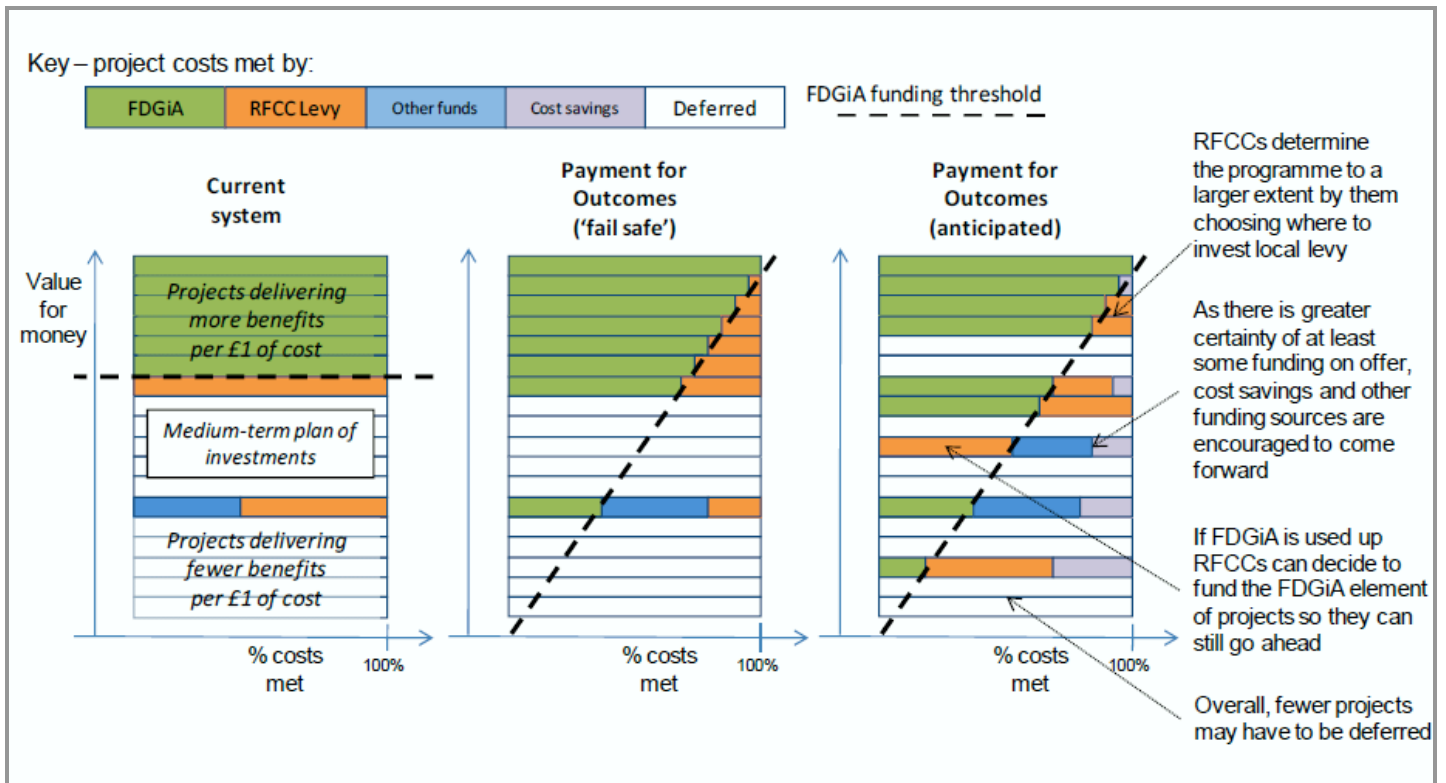 Key – project costs met by:
FDGiA
RFCC Levy
Other funds
Cost savings
Deferred
FDGiA funding threshold
Current
system
Value
for
money
Projects delivering
more benefits
per £1 of cost
Medium-term plan of
investments
Projects delivering
fewer benefits
per £1 of cost
% costs
met
100%
Payment for
Outcomes
(‘fail safe’)
% costs
met
100%
Payment for
Outcomes
(anticipated)
% costs
met
100%
RFCCs determine
the programme to a
larger extent by them
choosing where to
invest local levy
As there is greater
certainty of at least
some funding on offer,
cost savings and other
funding sources are
encouraged to come
forward
If FDGiA is used up
RFCCs can decide to
fund the FDGiA element
of projects so they can
still go ahead
Overall, fewer projects
may have to be deferred